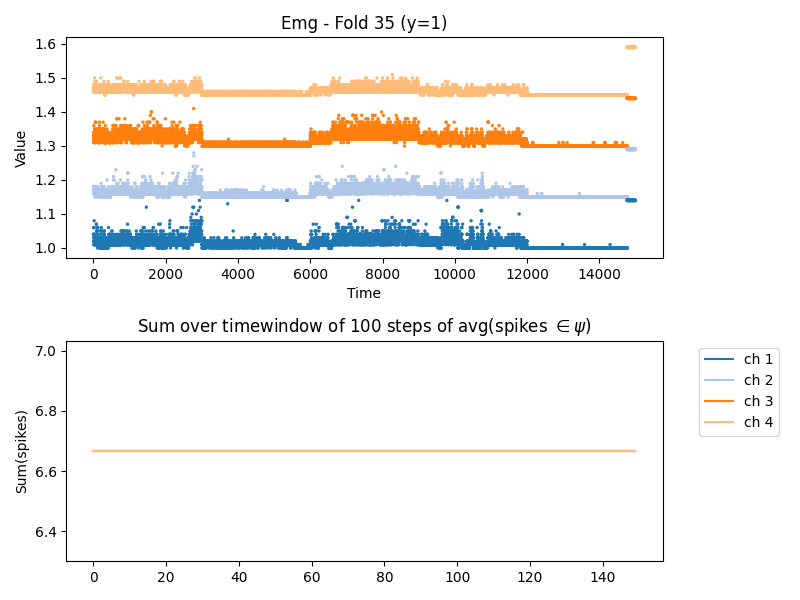 Emg - Fold 35 (y=1)
1.6
1.5
1.4
1.3
1.2
1.1
1.0
Value
0 2000 4000 6000 8000 10000 12000 14000
Time
Sum over timewindow of 100 steps of avg(spikes ∈ ψ)
7.0
6.8
6.6
6.4
Sum(spikes)
0 20 40 60 80 100 120 140
ch 1
ch 2
ch 3
ch 4